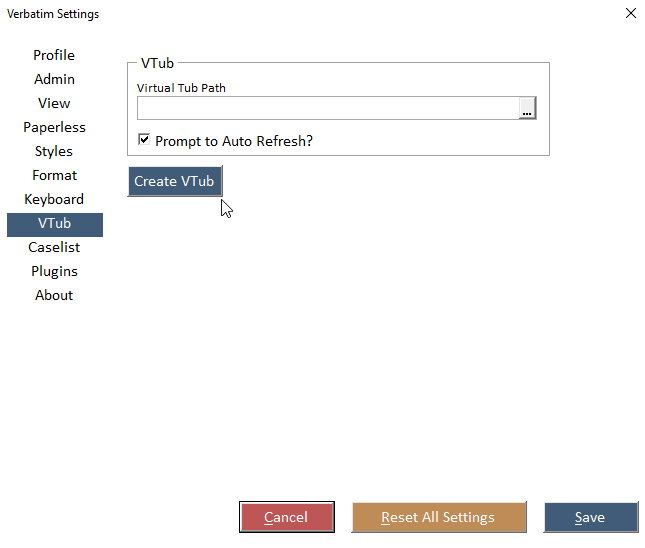 Verbatim Settings
Profile
Admin
View
Paperless
Styles
Format
Keyboard
VTub
Caselist
Plugins
About
VTub
Virtual Tub Path
...
Prompt to Auto Refresh?
Create VTub
Cancel
Reset All Settings
Save